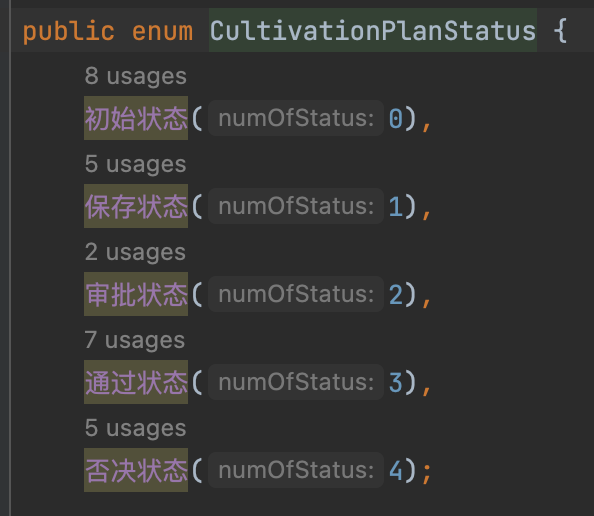 public enum CultivationPlanStatus {
8 usages
初始状态( numOfStatus: 0),
5 usages
保存状态( numOfStatus: 1),
2 usages
审批状态( numOfStatus: 2),
7 usages
通过状态( numOfStatus: 3),
5 usages
否决状态( numOfStatus: 4);